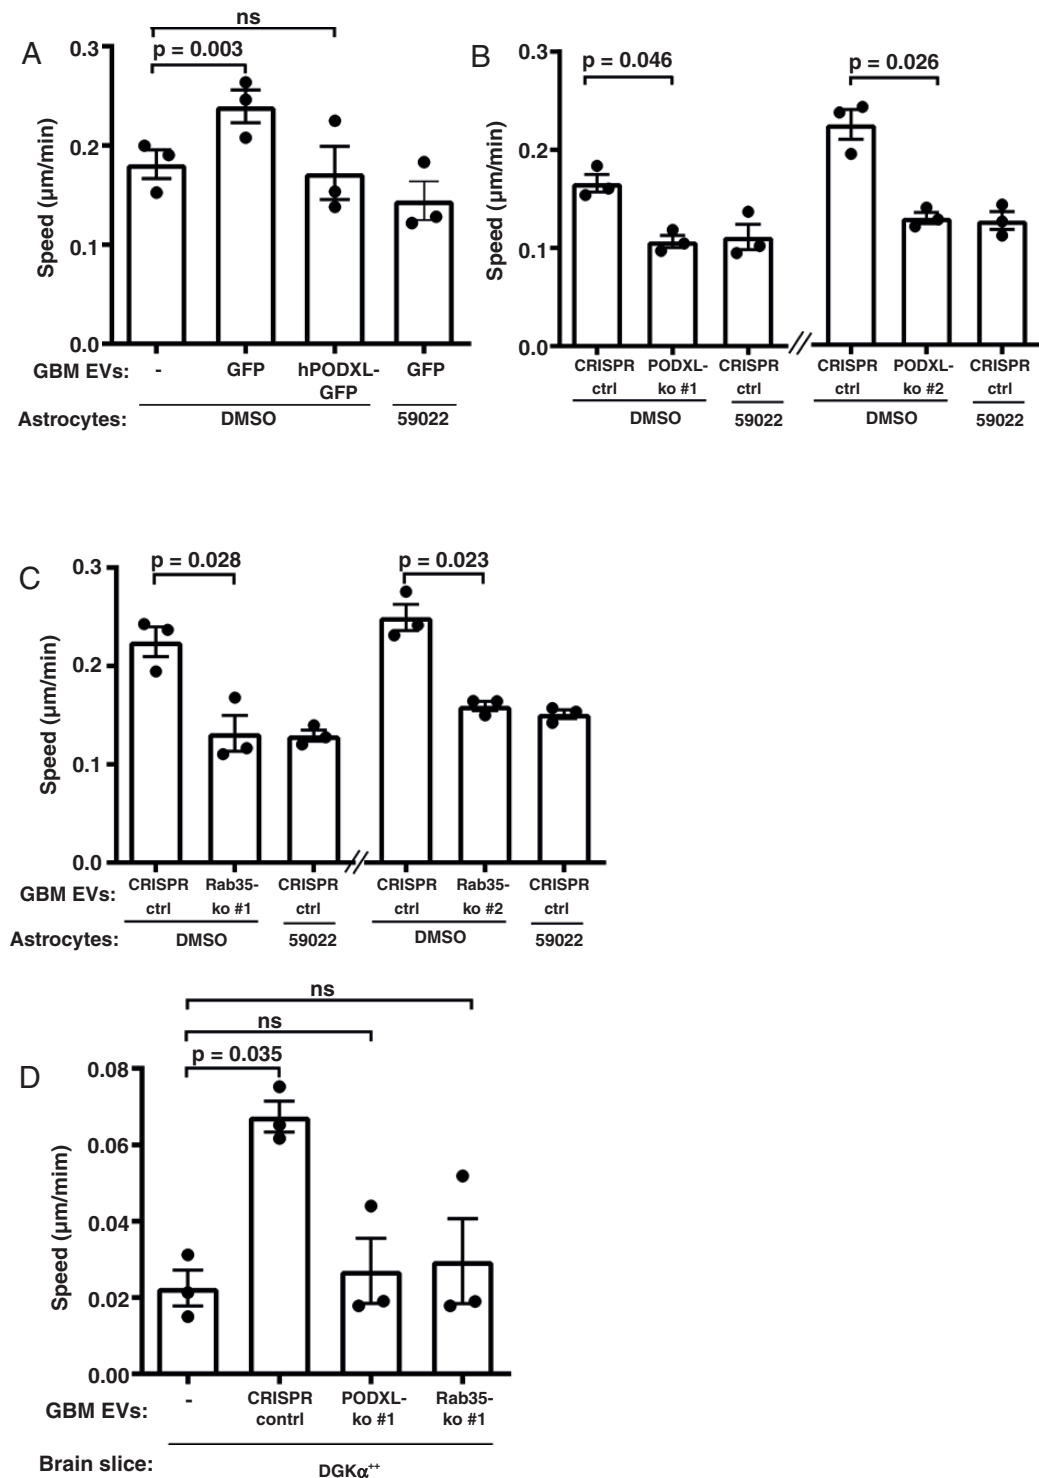 A
ns
p = 0.003
0.3
0.2
0.1
0.0
Speed (µm/min)
GBM EVs: - GFP hPODXL- GFP
GFP
Astrocytes: DMSO 59022
B
p = 0.046 p = 0.026
0.3
0.2
0.1
0.0
Speed (µm/min)
CRISPR PODXL- CRISPR CRISPR PODXL- CRISPR
ctrl ko #1 ctrl ctrl ko #2 ctrl
DMSO 59022 DMSO 59022
C
p = 0.028 p = 0.023
0.3
0.2
0.1
0.0
Speed (µm/min)
GBM EVs: CRISPR Rab35- CRISPR CRISPR Rab35- CRISPR
ctrl ko #1 ctrl ctrl ko #2 ctrl
Astrocytes: DMSO 59022 DMSO 59022
D
ns
ns
p = 0.035
0.08
0.06
0.04
0.02
0.00
Speed (µm/mim)
GBM EVs: - CRISPR PODXL- Rab35-
contrl ko #1 ko #1
Brain slice: DGKα⁺⁺